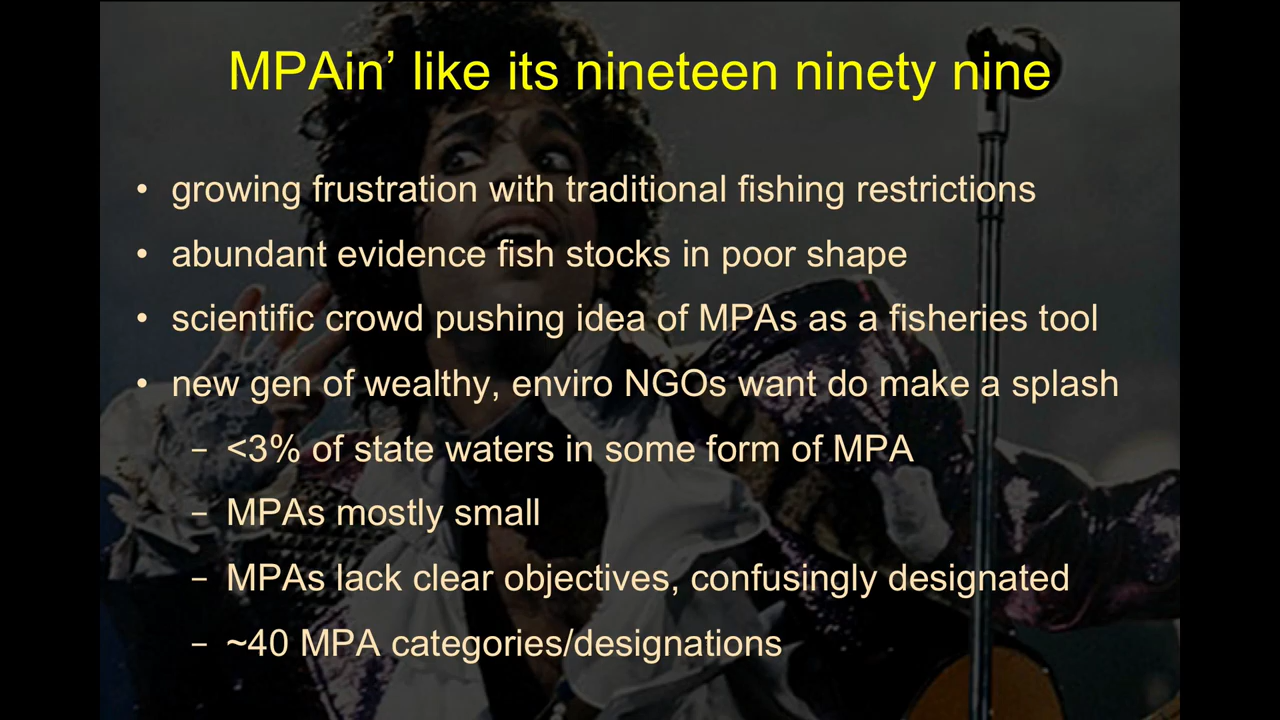 MPAin’ like its nineteen ninety nine
• growing frustration with traditional fishing restrictions
• abundant evidence fish stocks in poor shape
• scientific crowd pushing idea of MPAs as a fisheries tool
• new gen of wealthy, enviro NGOs want do make a splash
– <3% of state waters in some form of MPA
– MPAs mostly small
– MPAs lack clear objectives, confusingly designated
– ~40 MPA categories/designations